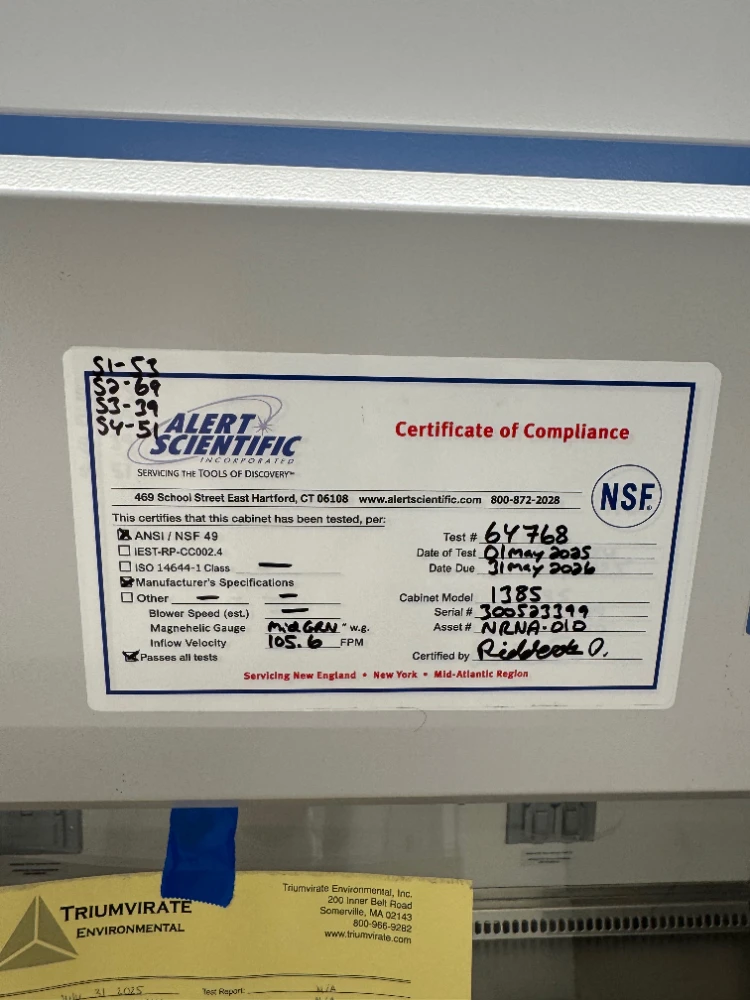 S1-53
S2-69
S3-39
S4-51
ALERT
SCIENTIFIC
INCORPORATED
SERVICING THE TOOLS OF DISCOVERY™
Certificate of Compliance
469 School Street East Hartford, CT 06108 www.alertscientific.com 800-872-2028
NSF.
This certifies that this cabinet has been tested, per:
ANSI / NSF 49
IEST-RP-CC002.4
ISO 14644-1 Class —
Manufacturer's Specifications
Other — —
Blower Speed (est.) —
Magnehelic Gauge Mid GRN " w.g.
Inflow Velocity 105.6 FPM
Passes all tests
Test # 64768
Date of Test 01 May 2025
Date Due 31 May 2026
Cabinet Model 1385
Serial # 300523399
Asset # NRNA-010
Certified by
Servicing New England • New York • Mid-Atlantic Region
TRIUMVIRATE
ENVIRONMENTAL
Triumvirate Environmental, Inc.
200 Inner Belt Road
Somerville, MA 02143
800-966-9282
www.triumvirate.com
July 31 2025 Test Report: N/A
N/A